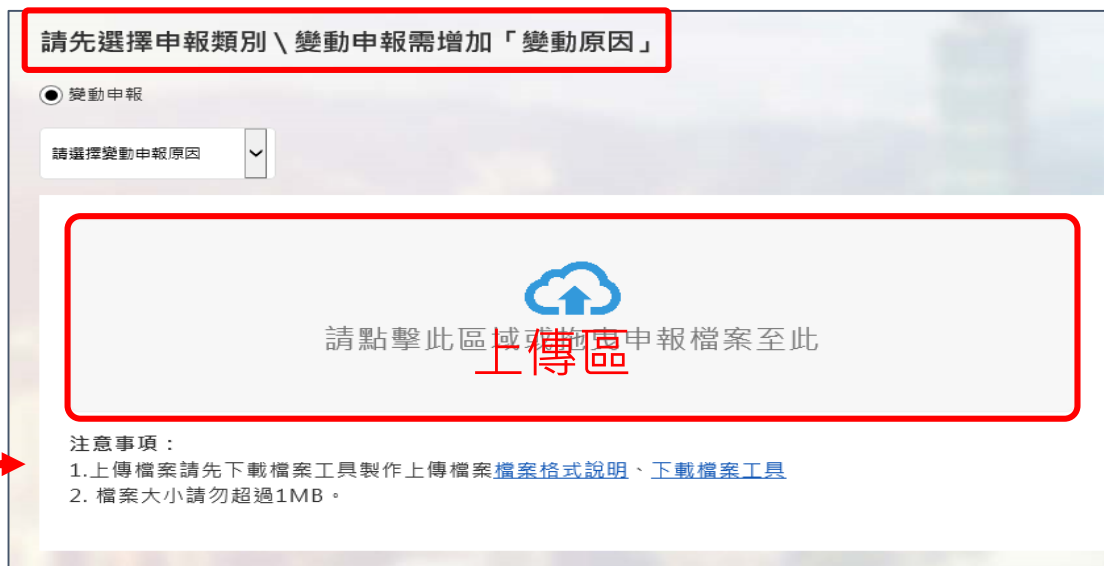 請先選擇申報類別 \ 變動申報需增加「變動原因」
變動申報
請選擇變動申報原因
請點擊此區域或拖曳申報檔案至此
上傳區
注意事項：
1.上傳檔案請先下載檔案工具製作上傳檔案檔案格式說明、下載檔案工具
2. 檔案大小請勿超過1MB。